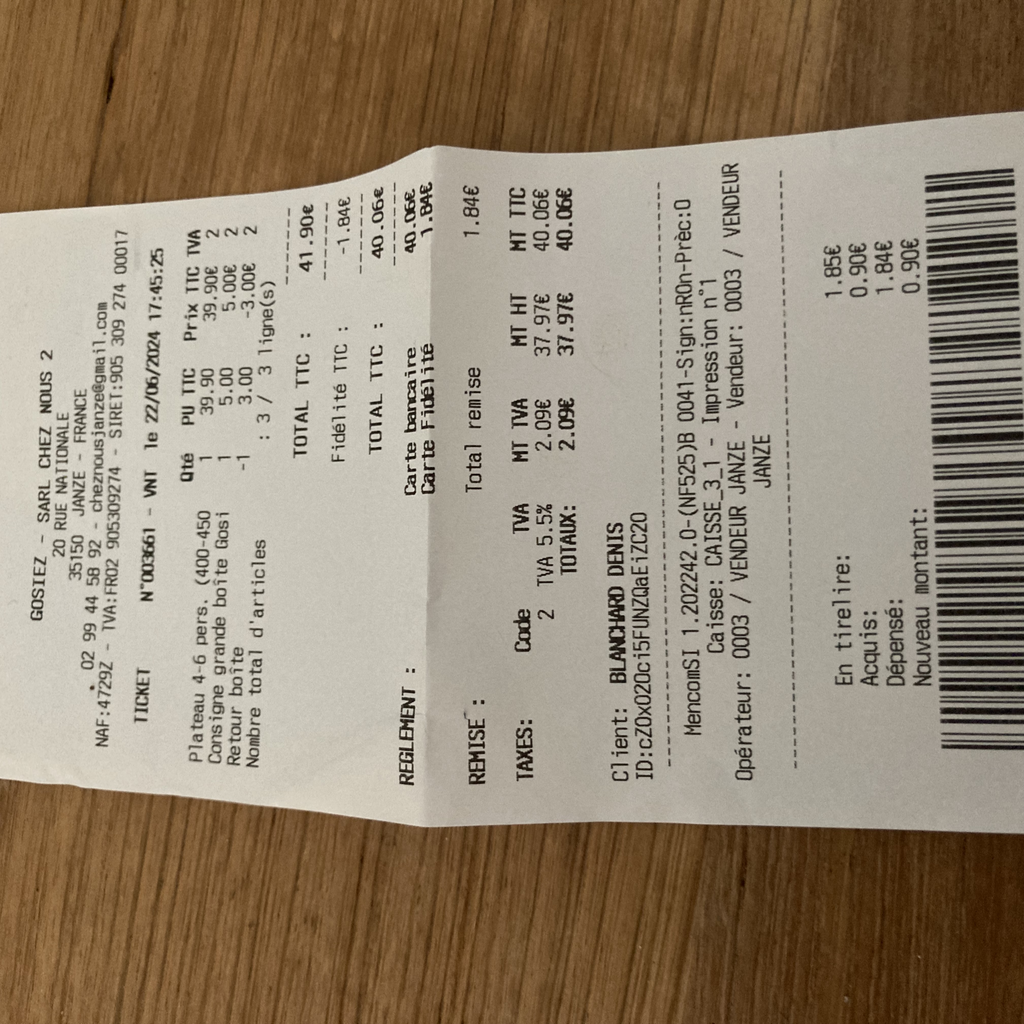 GOSIEZ - SARL CHEZ NOUS 2
20 RUE NATIONALE
35150 JANZE - FRANCE
02 99 44 58 92 - cheznousjanze@gmail.com
NAF:4729Z - TVA:FR02 905309274 - SIRET:905 309 274 00017
TICKET N°003661 - VNT le 22/06/2024 17:45:25
Qté PU TTC Prix TTC TVA
Plateau 4-6 pers. (400-450 1 39.90 39.90€ 2
Consigne grande boîte Gosi 1 5.00 5.00€ 2
Retour boîte -1 3.00 -3.00€ 2
Nombre total d'articles : 3 / 3 ligne(s)
TOTAL TTC : 41.90€
Fidélité TTC : -1.84€
TOTAL TTC : 40.06€
REGLEMENT : Carte bancaire 40.06€
Carte Fidélité 1.84€
REMISE : Total remise 1.84€
TAXES: Code TVA MT TVA MT HT MT TTC
2 TVA 5.5% 2.09€ 37.97€ 40.06€
TOTAUX: 2.09€ 37.97€ 40.06€
Client: BLANCHARD DENIS
ID:cZ0x020ci5FUNZQaEiZC20
MencomSI 1.202242.0-(NF525)B 0041-Sign:nR0n-Prèc:0
Caisse: CAISSE_3_1 - Impression n°1
Opérateur: 0003 / VENDEUR JANZE - Vendeur: 0003 / VENDEUR
JANZE
En tirelire: 1.85€
Acquis: 0.90€
Dépensé: 1.84€
Nouveau montant: 0.90€